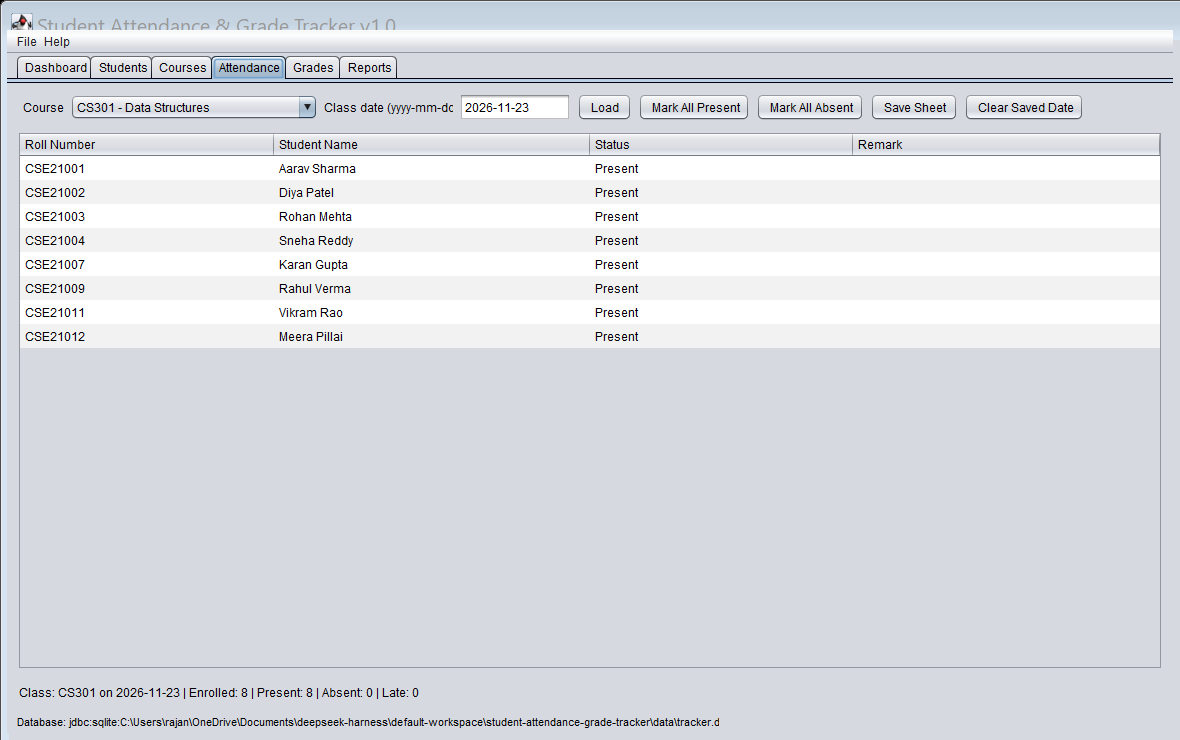 Student Attendance & Grade Tracker v1.0
File Help
Dashboard Students Courses Attendance Grades Reports
Course CS301 - Data Structures Class date (yyyy-mm-dd 2026-11-23 Load Mark All Present Mark All Absent Save Sheet Clear Saved Date
Roll Number Student Name Status Remark
CSE21001 Aarav Sharma Present
CSE21002 Diya Patel Present
CSE21003 Rohan Mehta Present
CSE21004 Sneha Reddy Present
CSE21007 Karan Gupta Present
CSE21009 Rahul Verma Present
CSE21011 Vikram Rao Present
CSE21012 Meera Pillai Present
Class: CS301 on 2026-11-23 | Enrolled: 8 | Present: 8 | Absent: 0 | Late: 0
Database: jdbc:sqlite:C:\Users\rajan\OneDrive\Documents\deepseek-harness\default-workspace\student-attendance-grade-tracker\data\tracker.d